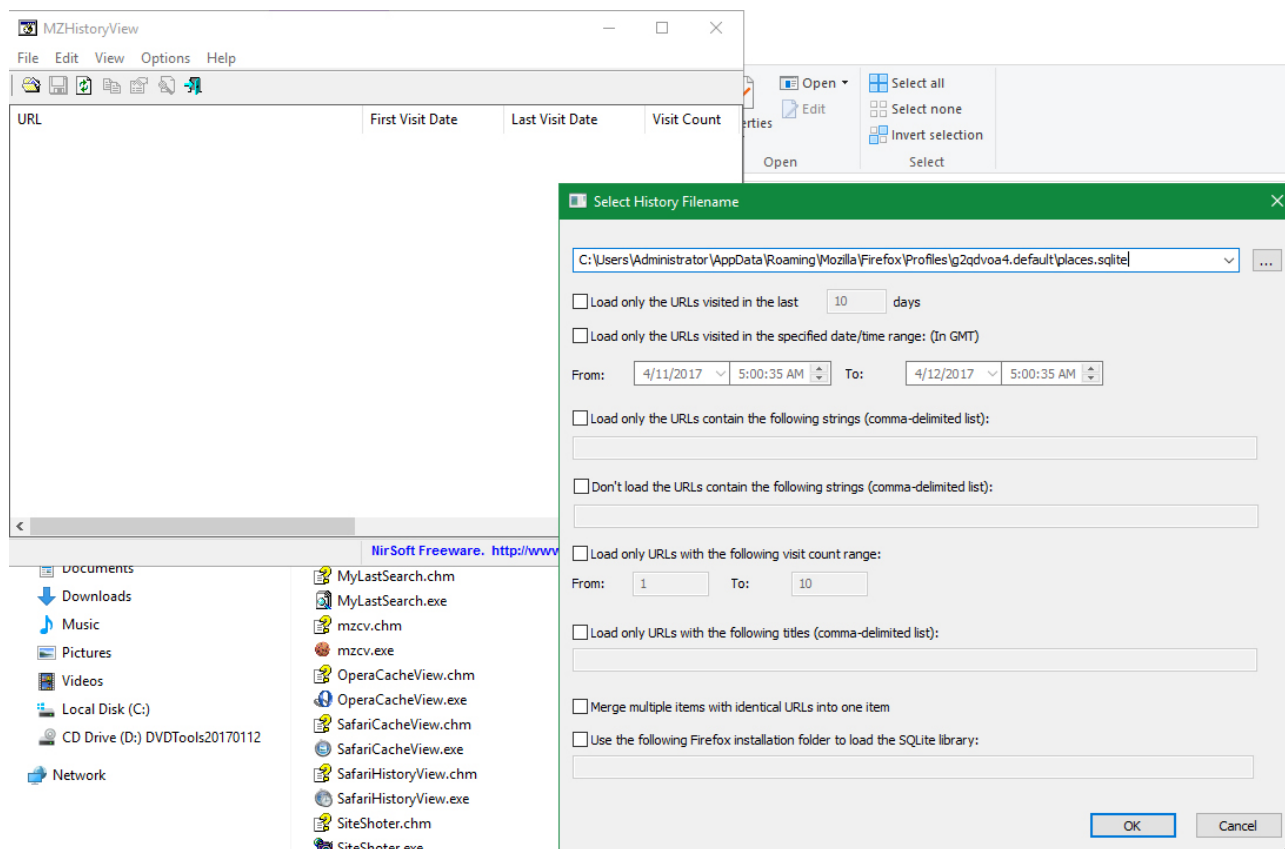 MZHistoryView
File Edit View Options Help
URL First Visit Date Last Visit Date Visit Count
NirSoft Freeware. http://www
Open
Edit
erties
Open
Select all
Select none
Invert selection
Select
Select History Filename
C:\Users\Administrator\AppData\Roaming\Mozilla\Firefox\Profiles\g2qdvoa4.default\places.sqlite
...
Load only the URLs visited in the last 10 days
Load only the URLs visited in the specified date/time range: (In GMT)
From: 4/11/2017 5:00:35 AM To: 4/12/2017 5:00:35 AM
Load only the URLs contain the following strings (comma-delimited list):
Don't load the URLs contain the following strings (comma-delimited list):
Load only URLs with the following visit count range:
From: 1 To: 10
Load only URLs with the following titles (comma-delimited list):
Merge multiple items with identical URLs into one item
Use the following Firefox installation folder to load the SQLite library:
OK Cancel
Documents
Downloads
Music
Pictures
Videos
Local Disk (C:)
CD Drive (D:) DVDTools20170112
Network
MyLastSearch.chm
MyLastSearch.exe
mzcv.chm
mzcv.exe
OperaCacheView.chm
OperaCacheView.exe
SafariCacheView.chm
SafariCacheView.exe
SafariHistoryView.chm
SafariHistoryView.exe
SiteShoter.chm
SiteShoter.exe